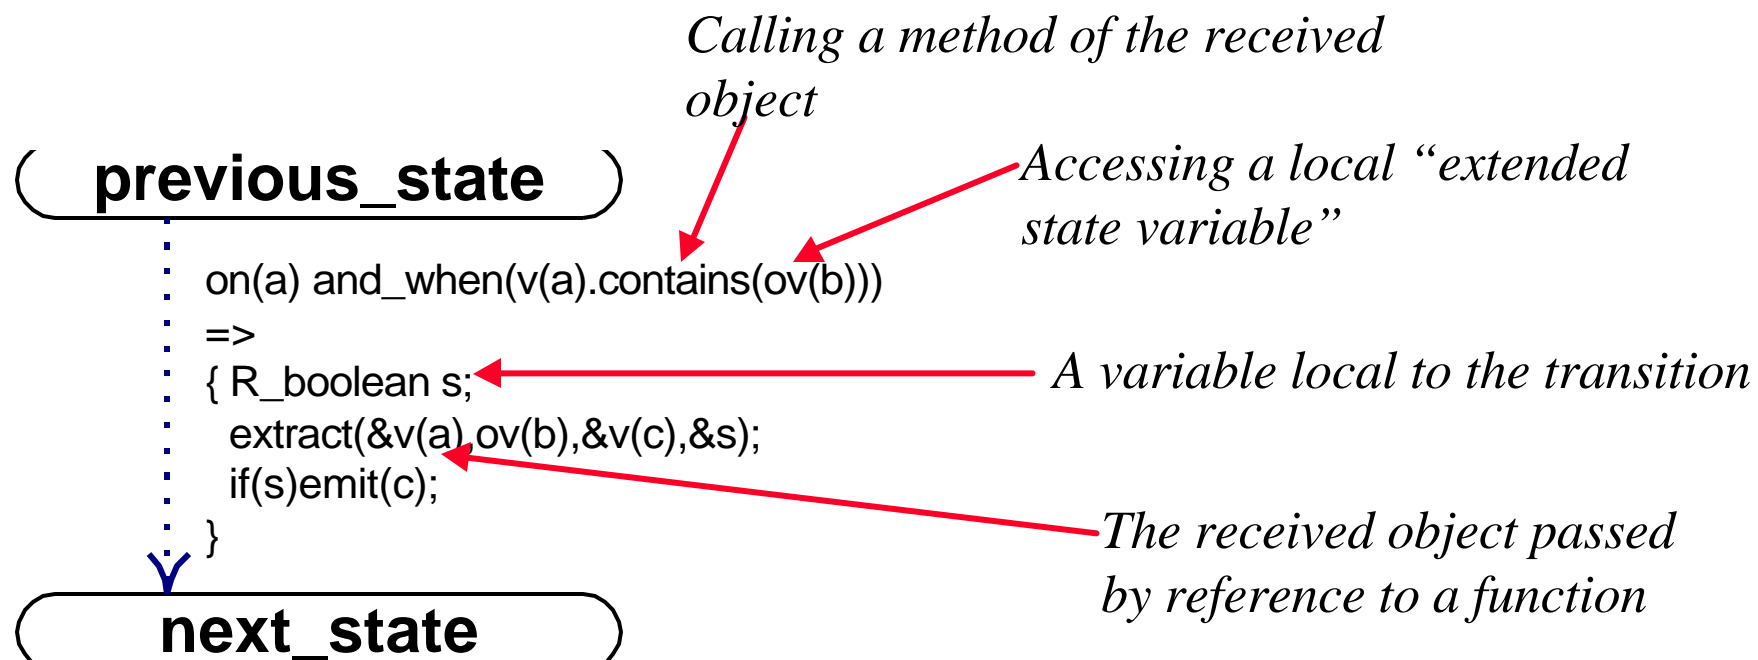 Calling a method of the received
object
previous_state
Accessing a local “extended
state variable”
on(a) and_when(v(a).contains(ov(b)))
=>
{ R_boolean s;
A variable local to the transition
extract(&v(a),ov(b),&v(c),&s);
if(s)emit(c);
}
The received object passed
by reference to a function
next_state